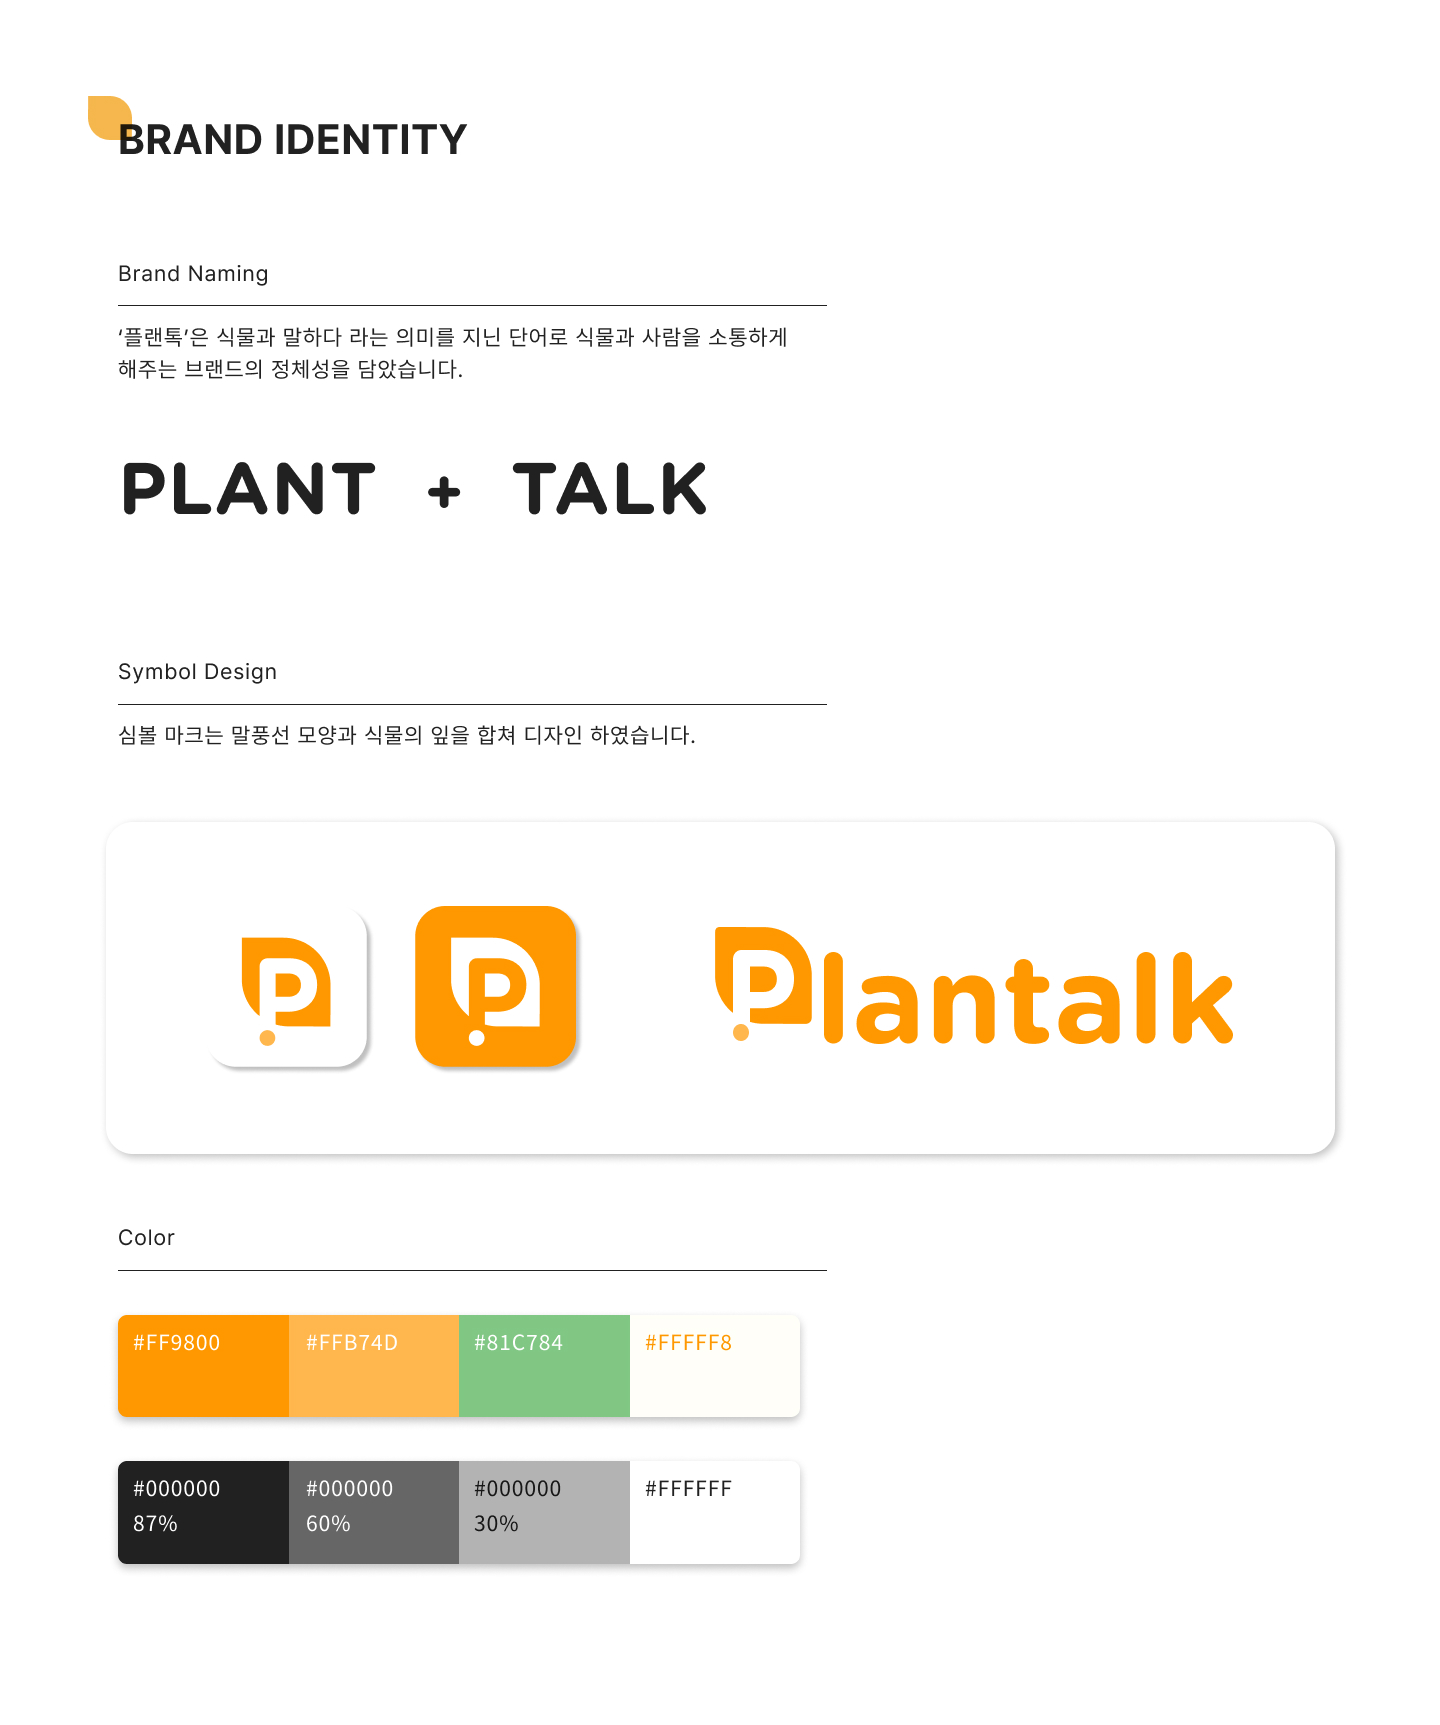 BRAND IDENTITY
Brand Naming
‘플랜톡’은 식물과 말하다 라는 의미를 지닌 단어로 식물과 사람을 소통하게
해주는 브랜드의 정체성을 담았습니다.
PLANT + TALK
Symbol Design
심볼 마크는 말풍선 모양과 식물의 잎을 합쳐 디자인 하였습니다.
P P Plantalk
Color
#FF9800 #FFB74D #81C784 #FFFFF8
#000000 #000000 #000000 #FFFFFF
87% 60% 30%